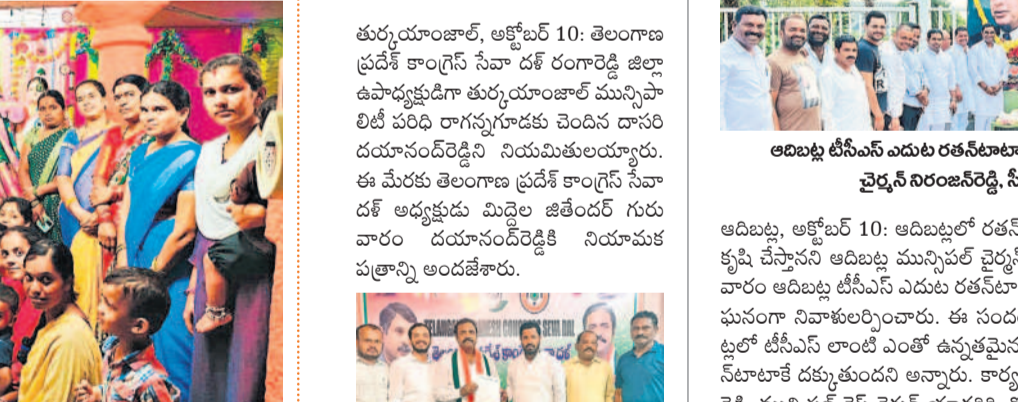 తుర్కయాంజాల్, అక్టోబర్ 10: తెలంగాణ
ప్రదేశ్ కాంగ్రెస్ సేవా దళ్ రంగారెడ్డి జిల్లా
ఉపాధ్యక్షుడిగా తుర్కయాంజాల్ మున్సిపా
లిటీ పరిధి రాగన్నగూడకు చెందిన దాసరి
దయానంద్‌రెడ్డిని నియమితులయ్యారు.
ఈ మేరకు తెలంగాణ ప్రదేశ్ కాంగ్రెస్ సేవా
దళ్ అధ్యక్షుడు మిద్దెల జితేందర్ గురు
వారం దయానంద్‌రెడ్డికి నియామక
పత్రాన్ని అందజేశారు.
ఆదిబట్ల టీసీఎస్ ఎదుట రతన్‌టాటా
చైర్మన్ నిరంజన్‌రెడ్డి, సీ
ఆదిబట్ల, అక్టోబర్ 10: ఆదిబట్లలో రతన్
కృషి చేస్తానని ఆదిబట్ల మున్సిపల్ చైర్మన్
వారం ఆదిబట్ల టీసీఎస్ ఎదుట రతన్‌టా
ఘనంగా నివాళులర్పించారు. ఈ సంద
ట్లలో టీసీఎస్ లాంటి ఎంతో ఉన్నతమైన
న్‌టాటాకే దక్కుతుందని అన్నారు. కార్య